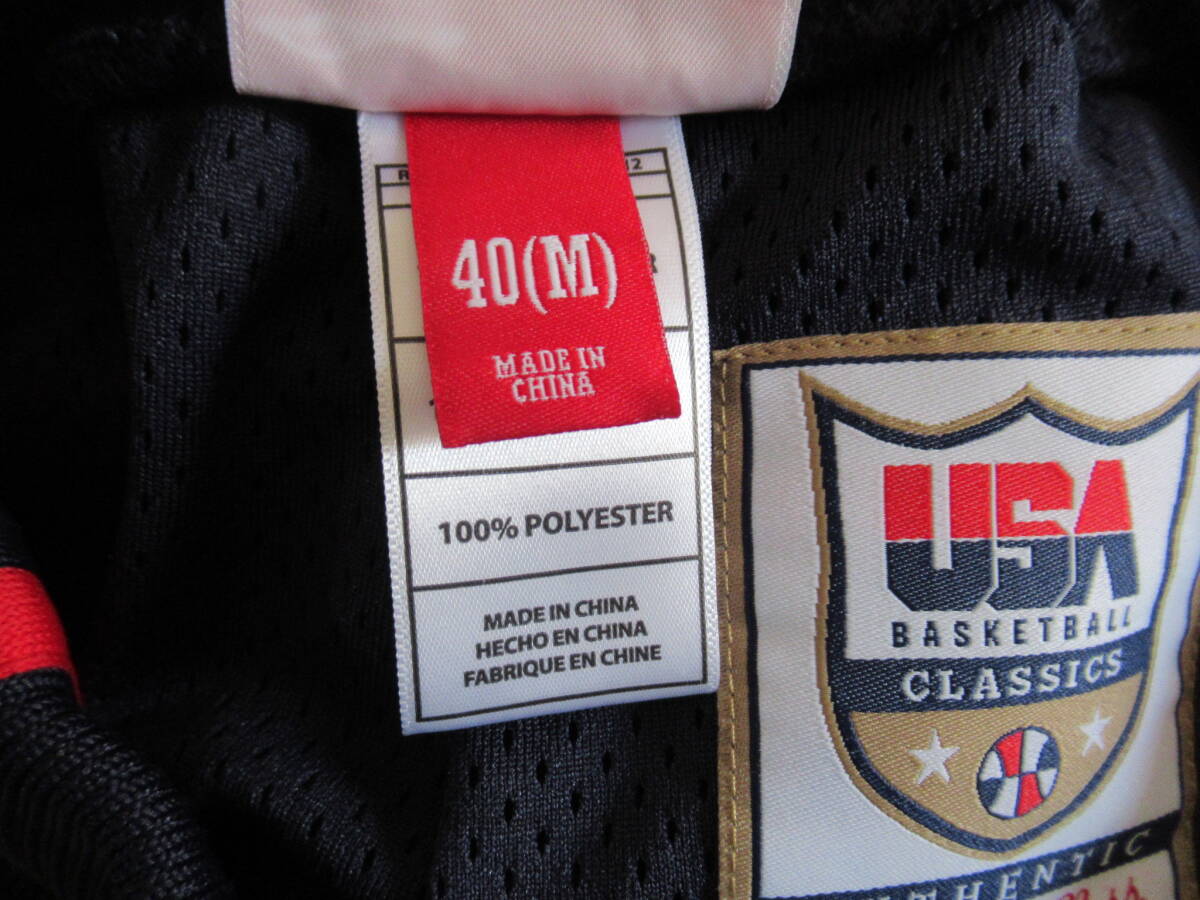 40(M)
MADE IN
CHINA
100% POLYESTER
MADE IN CHINA
HECHO EN CHINA
FABRIQUE EN CHINE
USA
BASKETBALL
CLASSICS